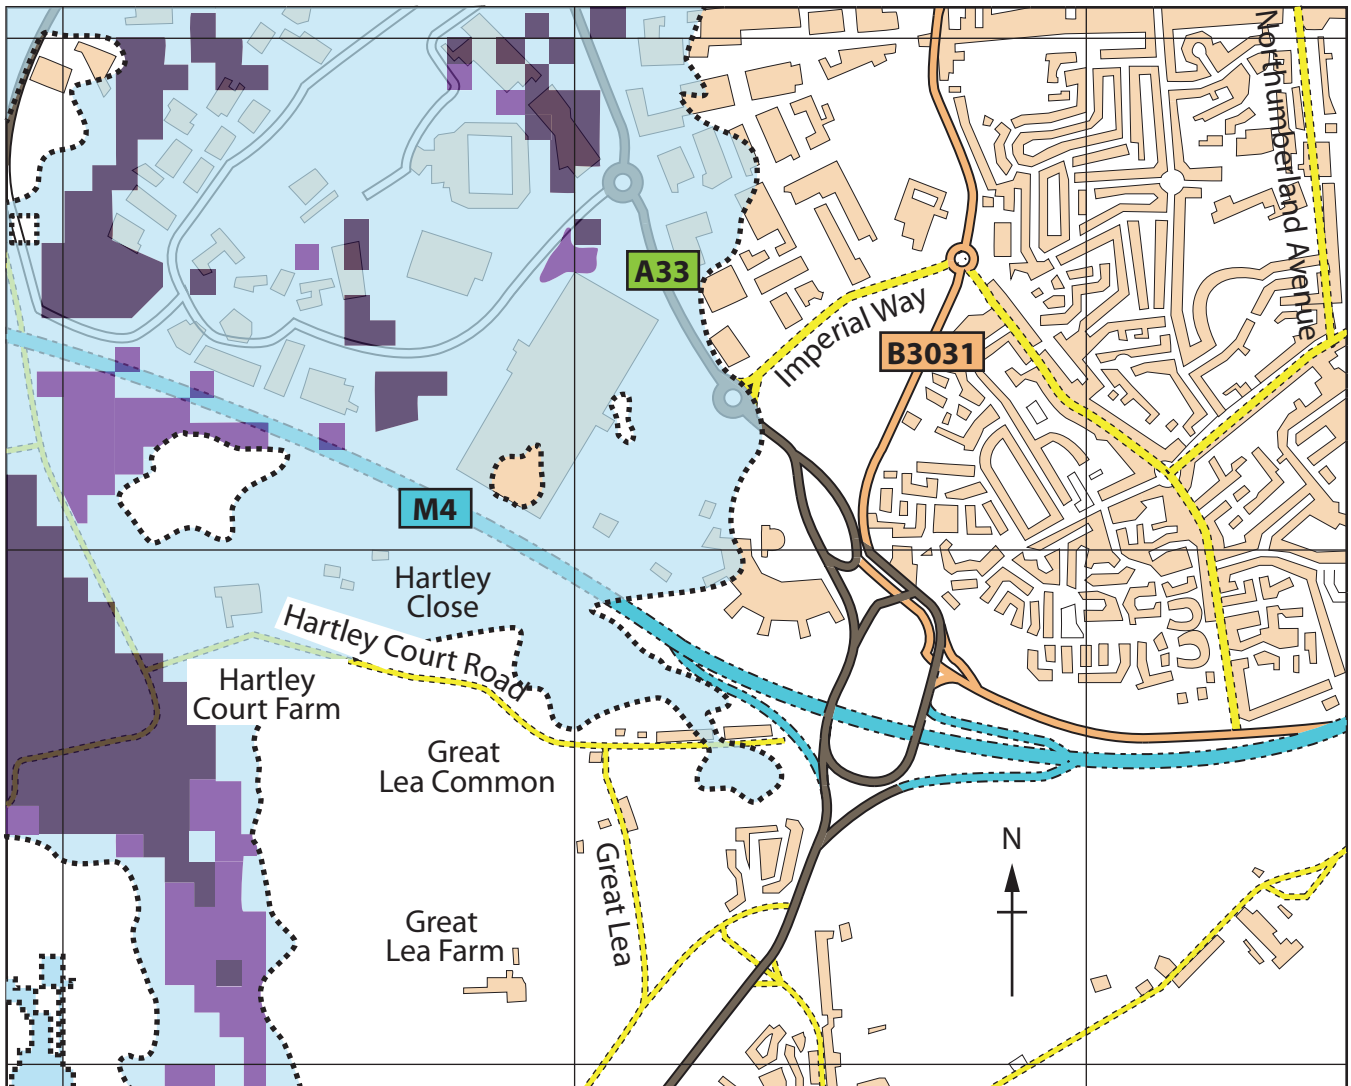 Northumberland Avenue
A33
Imperial Way
B3031
M4
Hartley
Close
Hartley Court Road
Hartley
Court Farm
Great
Lea Common
N
Great Lea
Great
Lea Farm